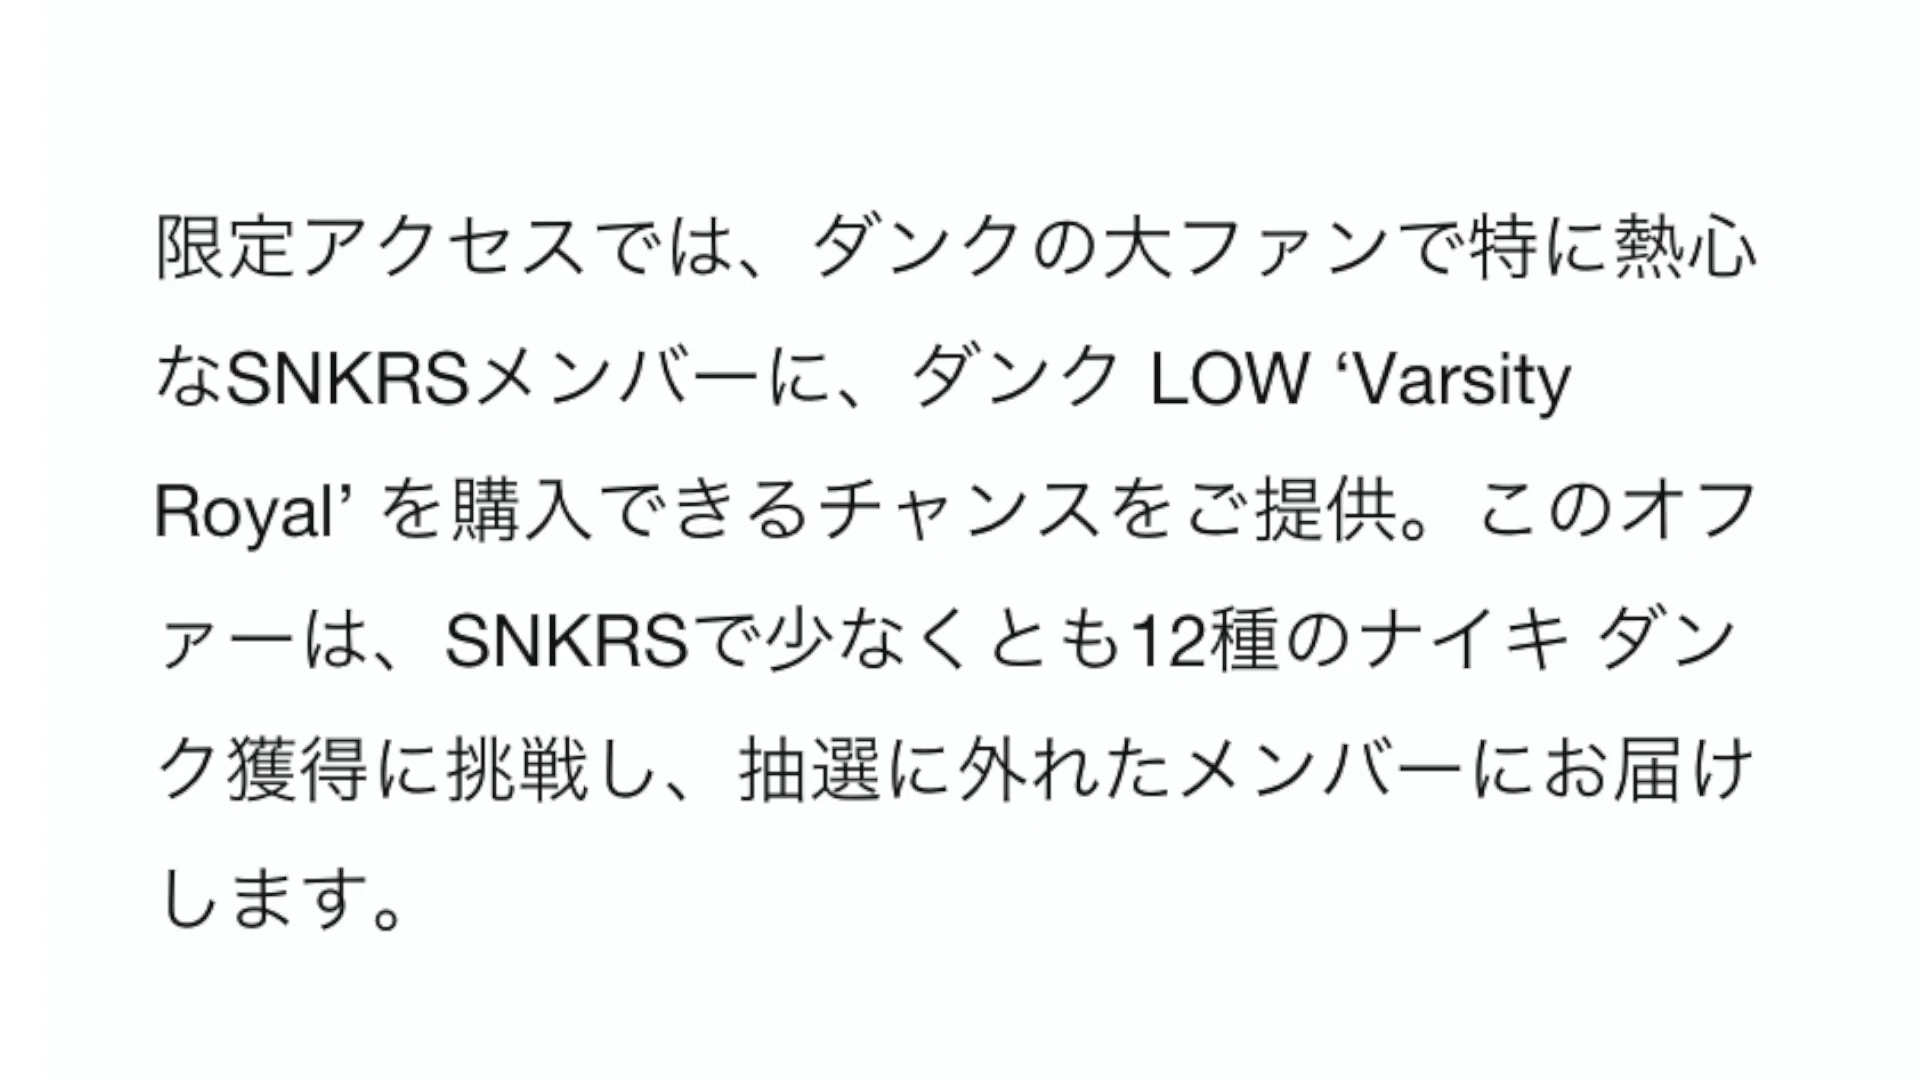 限定アクセスでは、ダンクの大ファンで特に熱心
なSNKRSメンバーに、ダンク LOW ‘Varsity
Royal’ を購入できるチャンスをご提供。このオフ
ァーは、SNKRSで少なくとも12種のナイキ ダン
ク獲得に挑戦し、抽選に外れたメンバーにお届け
します。